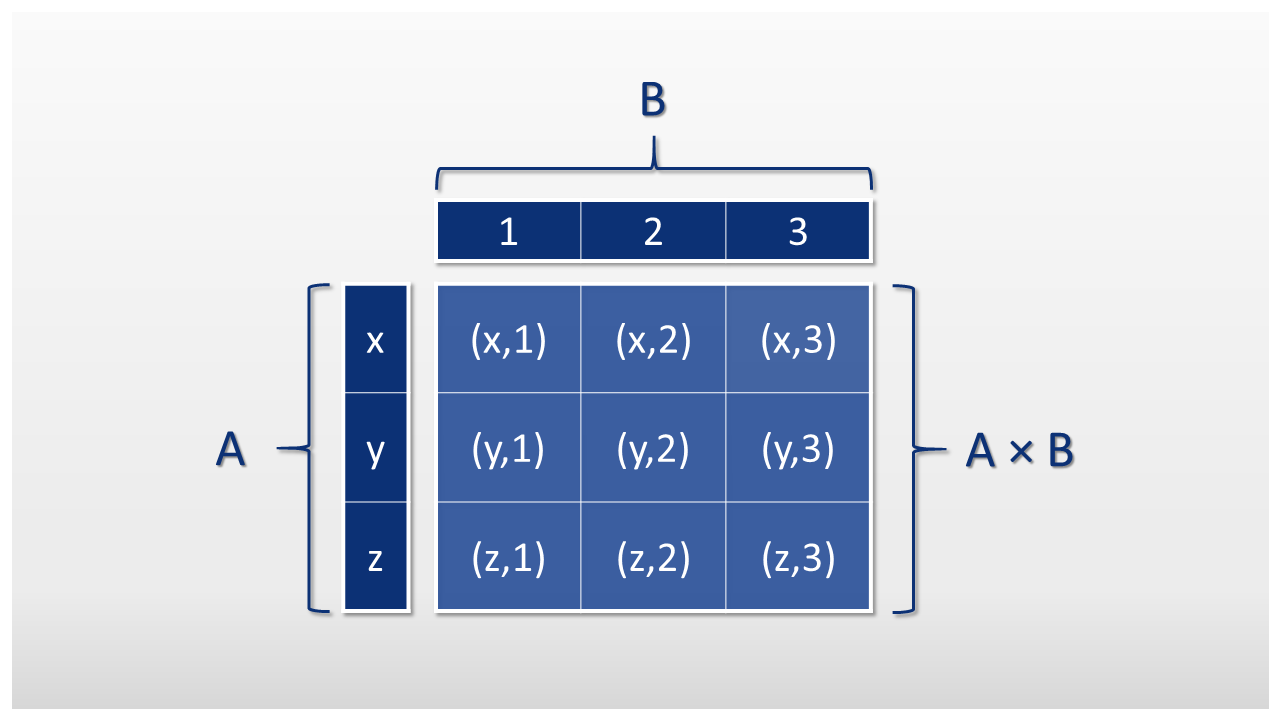 B
1 2 3
x (x,1) (x,2) (x,3)
A y (y,1) (y,2) (y,3) A × B
z (z,1) (z,2) (z,3)